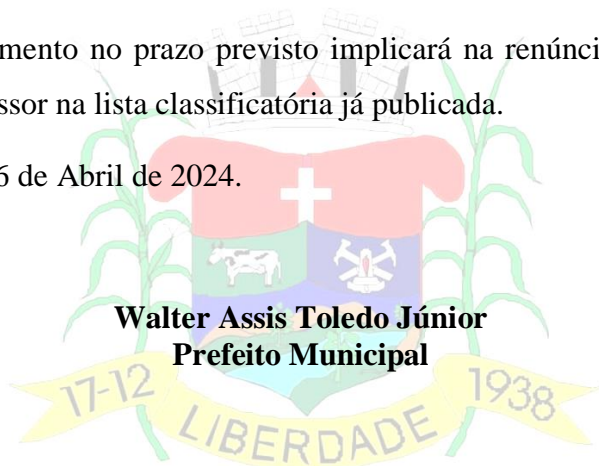 mento no prazo previsto implicará na renúnci
ssor na lista classificatória já publicada.
6 de Abril de 2024.
Walter Assis Toledo Júnior
Prefeito Municipal
17-12 LIBERDADE 1938